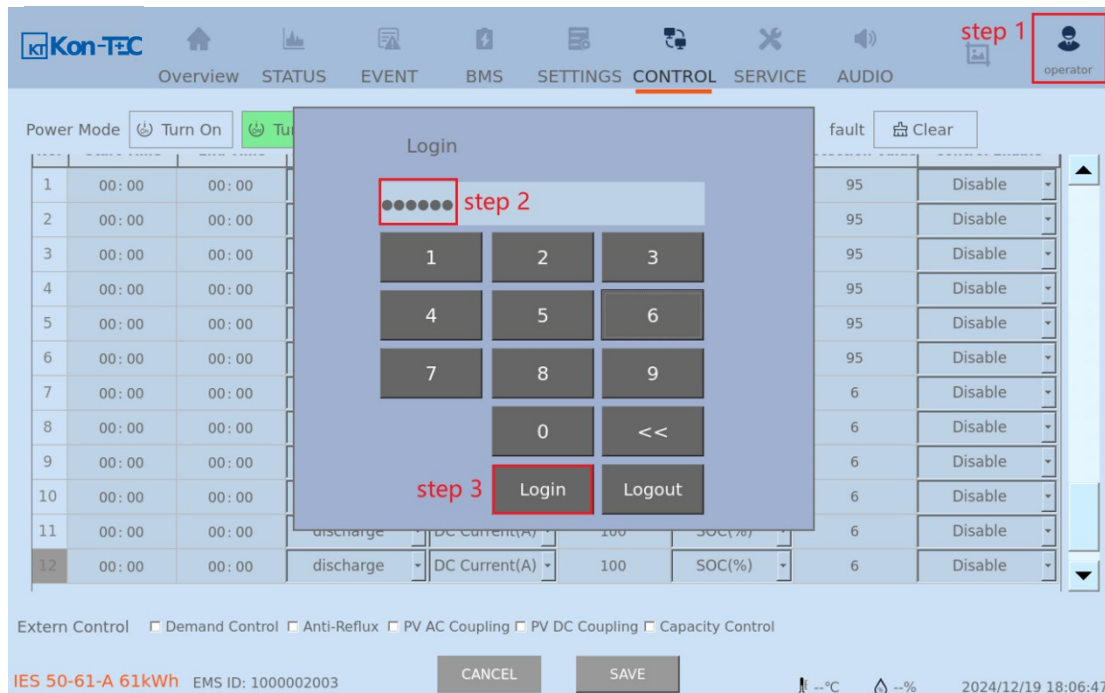 KT Kon-TEC
step 1
operator
Overview STATUS EVENT BMS SETTINGS CONTROL SERVICE AUDIO
Power Mode Turn On fault Clear
Login
●●●●●● step 2
1 2 3
4 5 6
7 8 9
0 <<
step 3 Login Logout
1 00:00 00:00 95 Disable
2 00:00 00:00 95 Disable
3 00:00 00:00 95 Disable
4 00:00 00:00 95 Disable
5 00:00 00:00 95 Disable
6 00:00 00:00 95 Disable
7 00:00 00:00 6 Disable
8 00:00 00:00 6 Disable
9 00:00 00:00 6 Disable
10 00:00 00:00 6 Disable
11 00:00 00:00 discharge DC Current(A) 100 SOC(%) 6 Disable
12 00:00 00:00 discharge DC Current(A) 100 SOC(%) 6 Disable
Extern Control Demand Control Anti-Reflux PV AC Coupling PV DC Coupling Capacity Control
CANCEL SAVE
IES 50-61-A 61kWh EMS ID: 1000002003 --℃ --% 2024/12/19 18:06:47